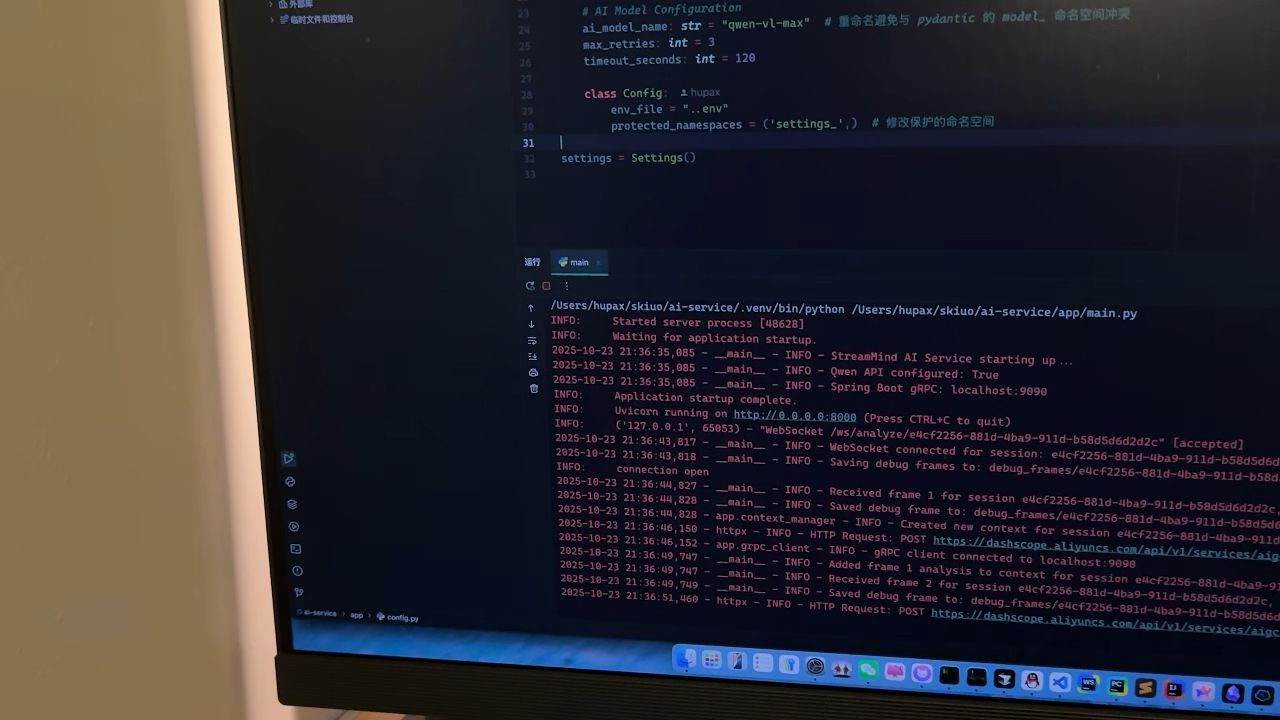 外部库
临时文件和控制台
23 # AI Model Configuration
24 ai_model_name: str = "qwen-vl-max" # 重命名避免与 pydantic 的 model_ 命名空间冲突
25 max_retries: int = 3
26 timeout_seconds: int = 120
27
28 class Config: hupax
29 env_file = "..env"
30 protected_namespaces = ('settings_',) # 修改保护的命名空间
31
32 settings = Settings()
33
运行 main
/Users/hupax/skiuo/ai-service/.venv/bin/python /Users/hupax/skiuo/ai-service/app/main.py
INFO: Started server process [48628]
INFO: Waiting for application startup.
2025-10-23 21:36:35,085 - __main__ - INFO - StreamMind AI Service starting up...
2025-10-23 21:36:35,085 - __main__ - INFO - Qwen API configured: True
2025-10-23 21:36:35,085 - __main__ - INFO - Spring Boot gRPC: localhost:9090
INFO: Application startup complete.
INFO: Uvicorn running on http://0.0.0.0:8000 (Press CTRL+C to quit)
INFO: ('127.0.0.1', 65053) - "WebSocket /ws/analyze/e4cf2256-881d-4ba9-911d-b58d5d6d2d2c" [accepted]
2025-10-23 21:36:43,817 - __main__ - INFO - WebSocket connected for session: e4cf2256-881d-4ba9-911d-b58d5d6d
2025-10-23 21:36:43,818 - __main__ - INFO - Saving debug frames to: debug_frames/e4cf2256-881d-4ba9-911d-b58d5d
INFO: connection open
2025-10-23 21:36:44,827 - __main__ - INFO - Received frame 1 for session e4cf2256-881d-4ba9-911d-b58d5d6d2d2c,
2025-10-23 21:36:44,828 - __main__ - INFO - Saved debug frame to: debug_frames/e4cf2256-881d-4ba9-911d-b58d5d6
2025-10-23 21:36:44,828 - app.context_manager - INFO - Created new context for session e4cf2256-881d-4ba9-911d
2025-10-23 21:36:46,150 - httpx - INFO - HTTP Request: POST https://dashscope.aliyuncs.com/api/v1/services/aig
2025-10-23 21:36:46,152 - app.grpc_client - INFO - gRPC client connected to localhost:9090
2025-10-23 21:36:49,747 - __main__ - INFO - Added frame 1 analysis to context for session e4cf2256-881d-4ba9-9
2025-10-23 21:36:49,747 - __main__ - INFO - Received frame 2 for session e4cf2256-881d-4ba9-911d-b58d5d6d2d2c,
2025-10-23 21:36:49,749 - __main__ - INFO - Saved debug frame to: debug_frames/e4cf2256-881d-4ba9-911d-b58d5d6
2025-10-23 21:36:51,460 - httpx - INFO - HTTP Request: POST https://dashscope.aliyuncs.com/api/v1/services/aigc
ai-service > app > config.py
WS PC